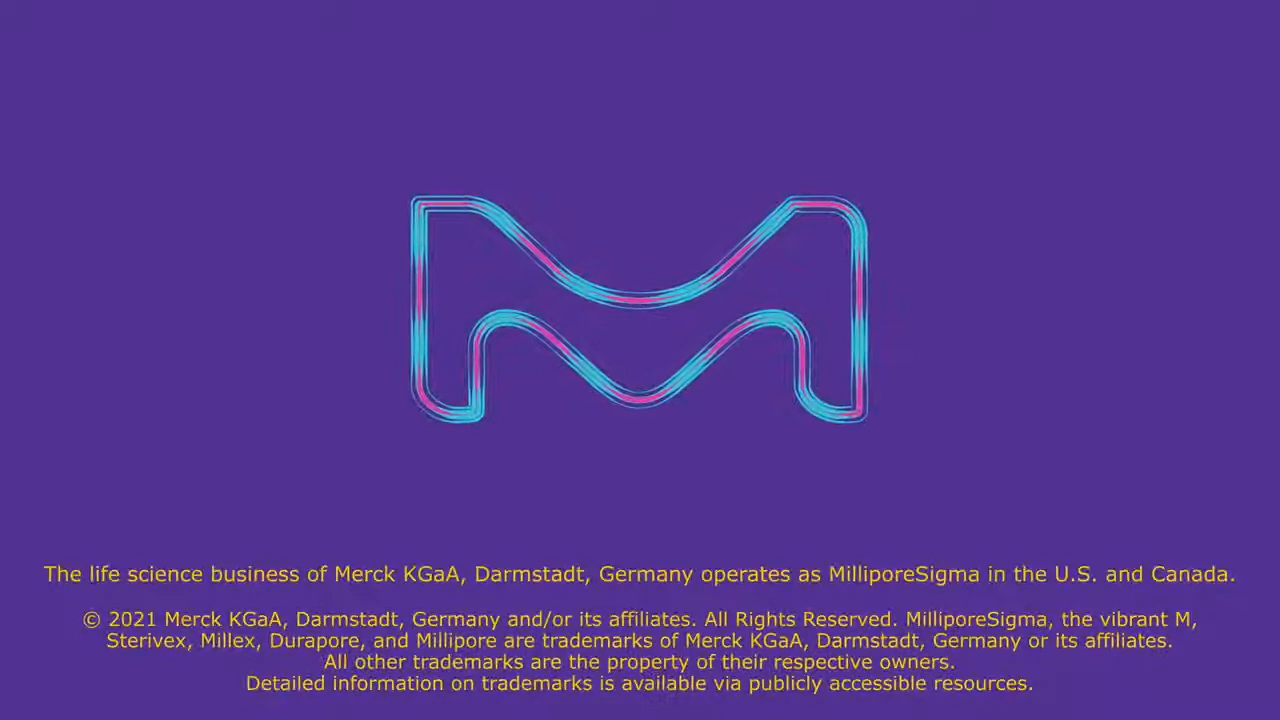 The life science business of Merck KGaA, Darmstadt, Germany operates as MilliporeSigma in the U.S. and Canada.
© 2021 Merck KGaA, Darmstadt, Germany and/or its affiliates. All Rights Reserved. MilliporeSigma, the vibrant M,
Sterivex, Millex, Durapore, and Millipore are trademarks of Merck KGaA, Darmstadt, Germany or its affiliates.
All other trademarks are the property of their respective owners.
Detailed information on trademarks is available via publicly accessible resources.